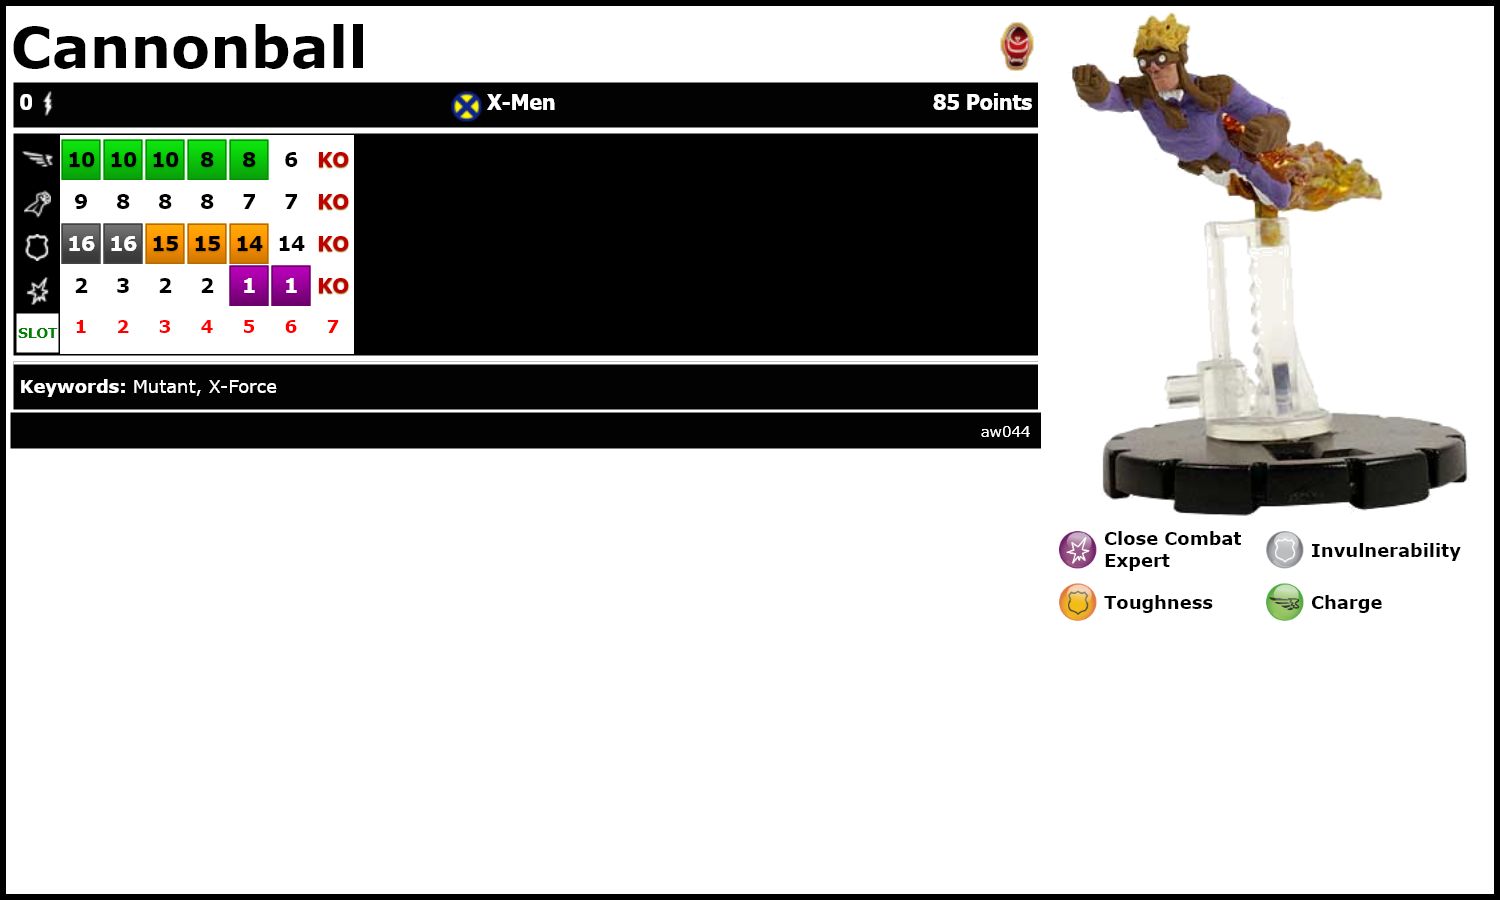 Cannonball
0 X-Men 85 Points
10 10 10 8 8 6 KO
9 8 8 8 7 7 KO
16 16 15 15 14 14 KO
2 3 2 2 1 1 KO
SLOT 1 2 3 4 5 6 7
Keywords: Mutant, X-Force
aw044
Close Combat
Expert
Invulnerability
Toughness
Charge